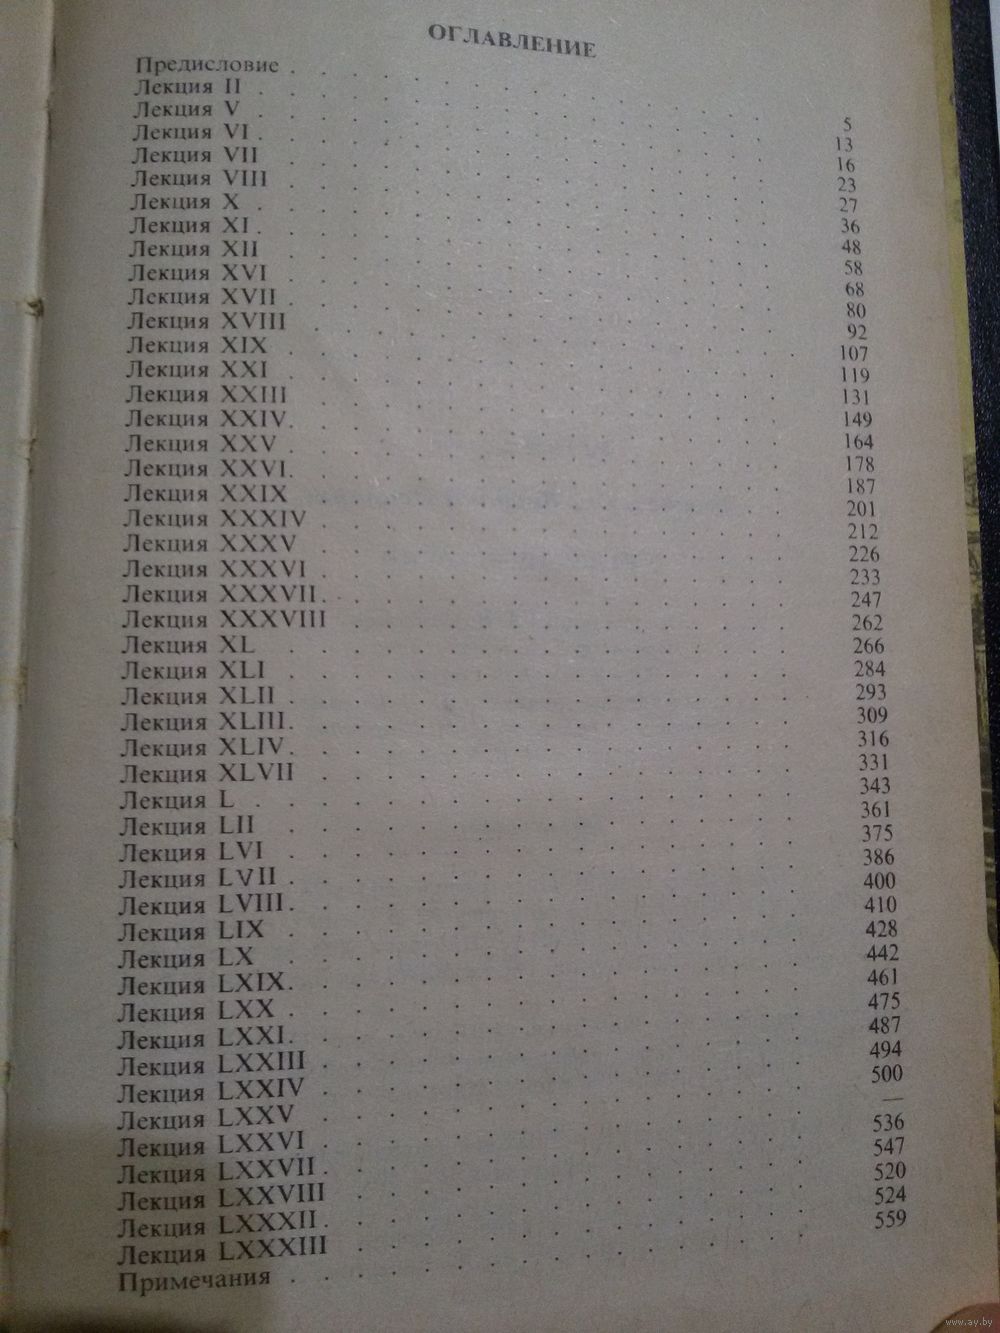 ОГЛАВЛЕНИЕ
Предисловие 5
Лекция II 13
Лекция V 16
Лекция VI 23
Лекция VII 27
Лекция VIII 36
Лекция X 48
Лекция XI 58
Лекция XII 68
Лекция XVI 80
Лекция XVII 92
Лекция XVIII 107
Лекция XIX 119
Лекция XXI 131
Лекция XXIII 149
Лекция XXIV 164
Лекция XXV 178
Лекция XXVI 187
Лекция XXIX 201
Лекция XXXIV 212
Лекция XXXV 226
Лекция XXXVI 233
Лекция XXXVII 247
Лекция XXXVIII 262
Лекция XL 266
Лекция XLI 284
Лекция XLII 293
Лекция XLIII 309
Лекция XLIV 316
Лекция XLVII 331
Лекция L 343
Лекция LII 361
Лекция LVI 375
Лекция LVII 386
Лекция LVIII 400
Лекция LIX 410
Лекция LX 428
Лекция LXIX 442
Лекция LXX 461
Лекция LXXI 475
Лекция LXXIII 487
Лекция LXXIV 494
Лекция LXXV 500
Лекция LXXVI —
Лекция LXXVII 536
Лекция LXXVIII 547
Лекция LXXXII 520
Лекция LXXXIII 524
Примечания 559
www.ay.by